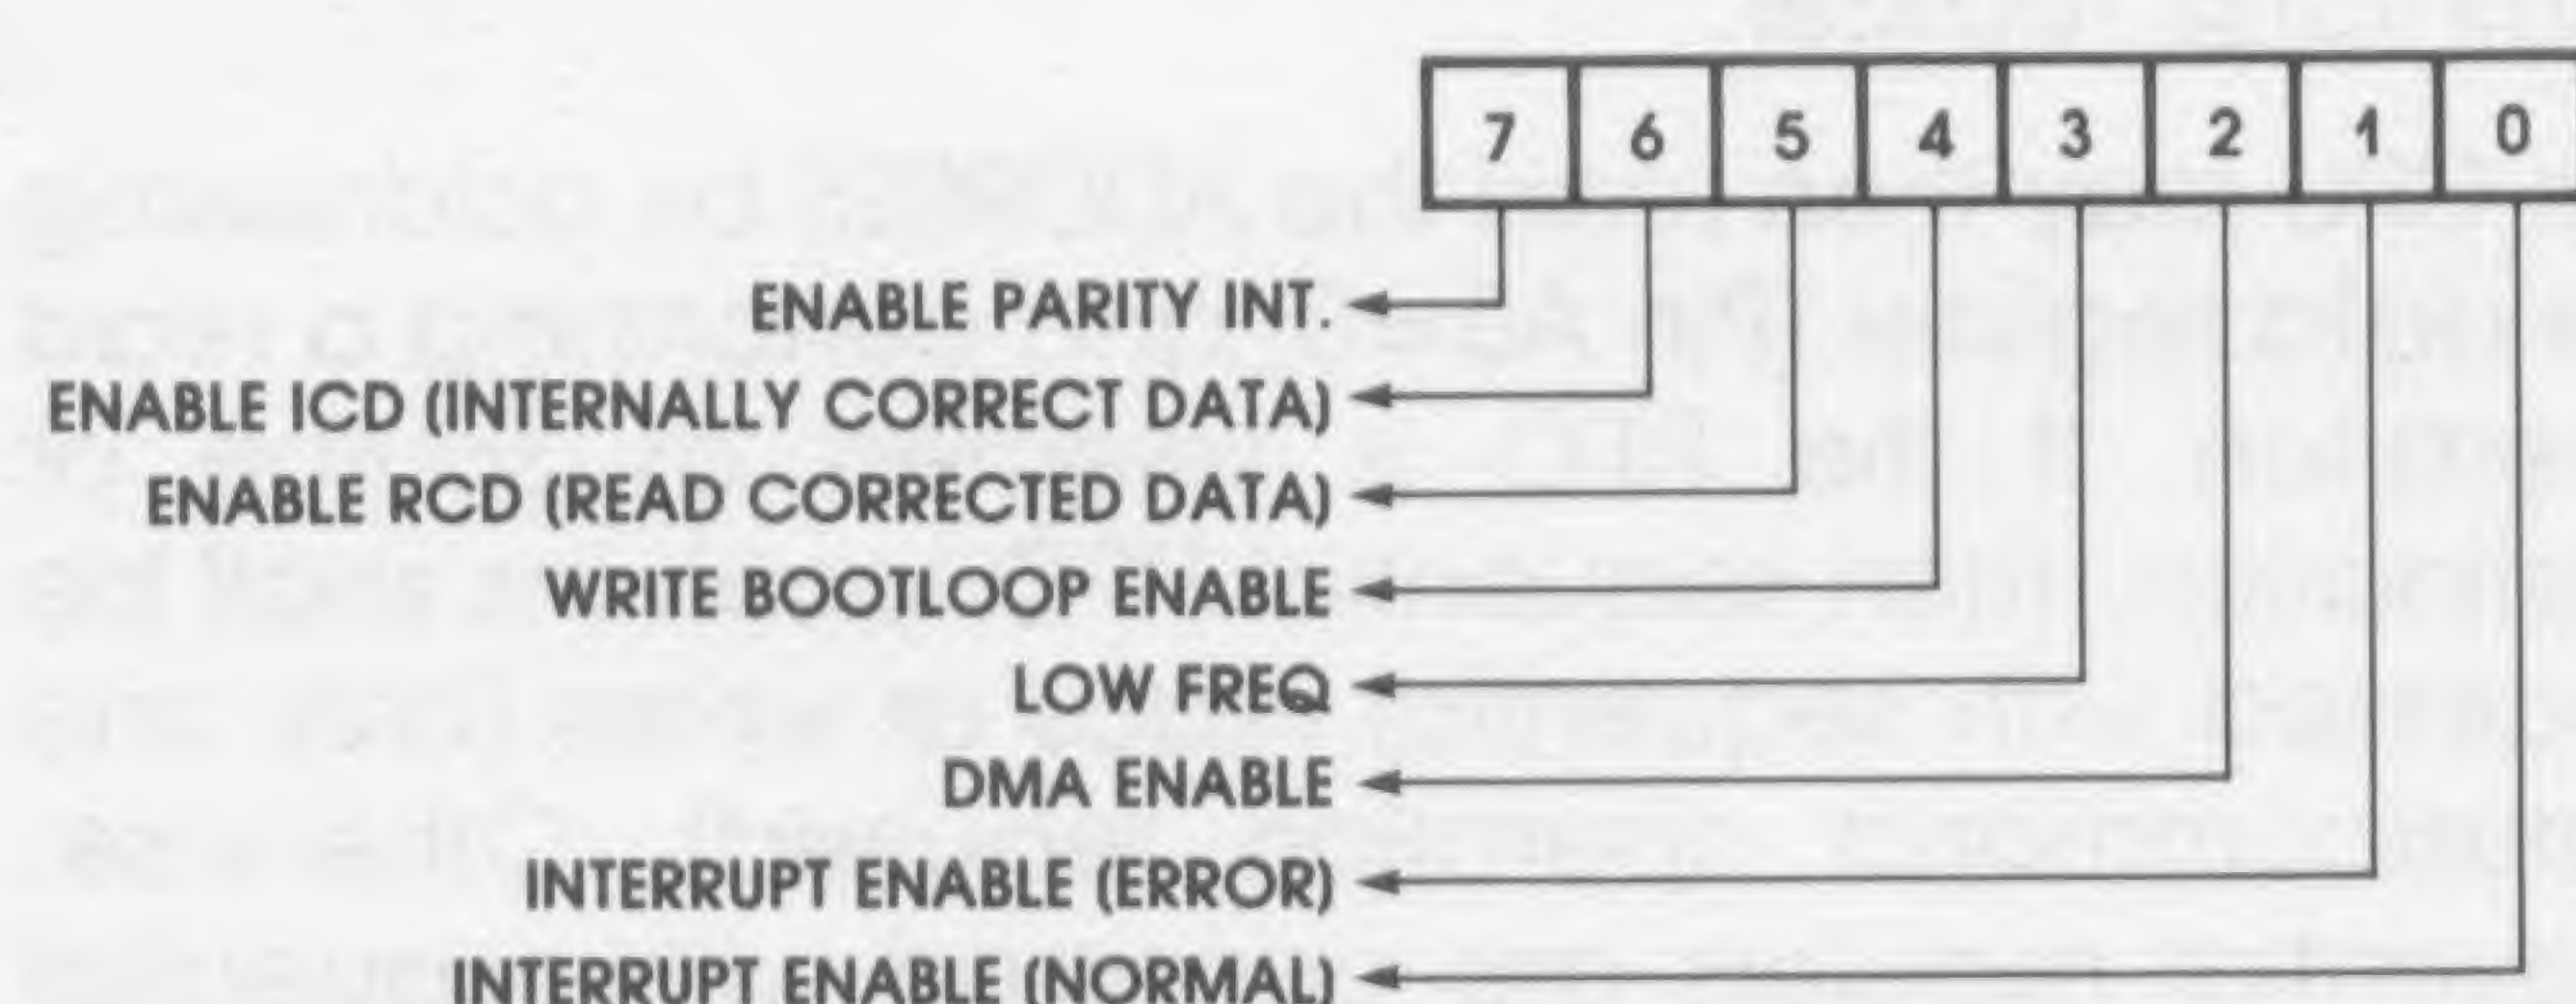 7 6 5 4 3 2 1 0
ENABLE PARITY INT.
ENABLE ICD (INTERNALLY CORRECT DATA)
ENABLE RCD (READ CORRECTED DATA)
WRITE BOOTLOOP ENABLE
LOW FREQ
DMA ENABLE
INTERRUPT ENABLE (ERROR)
INTERRUPT ENABLE (NORMAL)